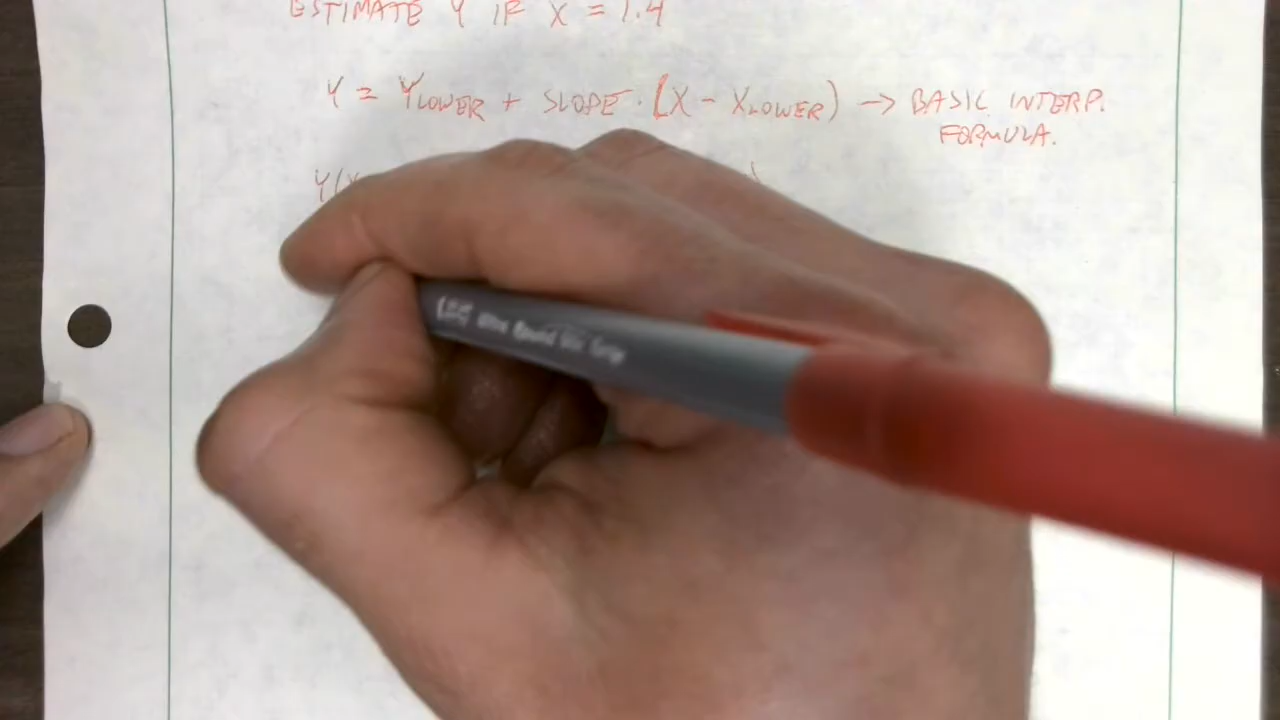 ESTIMATE Y IF X = 1.4
Y = YLOWER + SLOPE · (X - XLOWER) → BASIC INTERP.
FORMULA.
Y(X
)